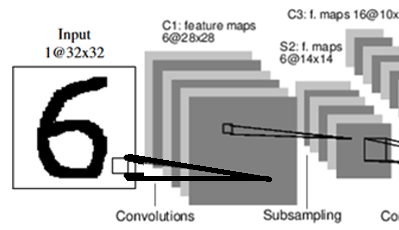 Input
1@32x32
6
C1: feature maps
6@28x28
S2: f. maps
6@14x14
C3: f. maps 16@10x
Convolutions
Subsampling